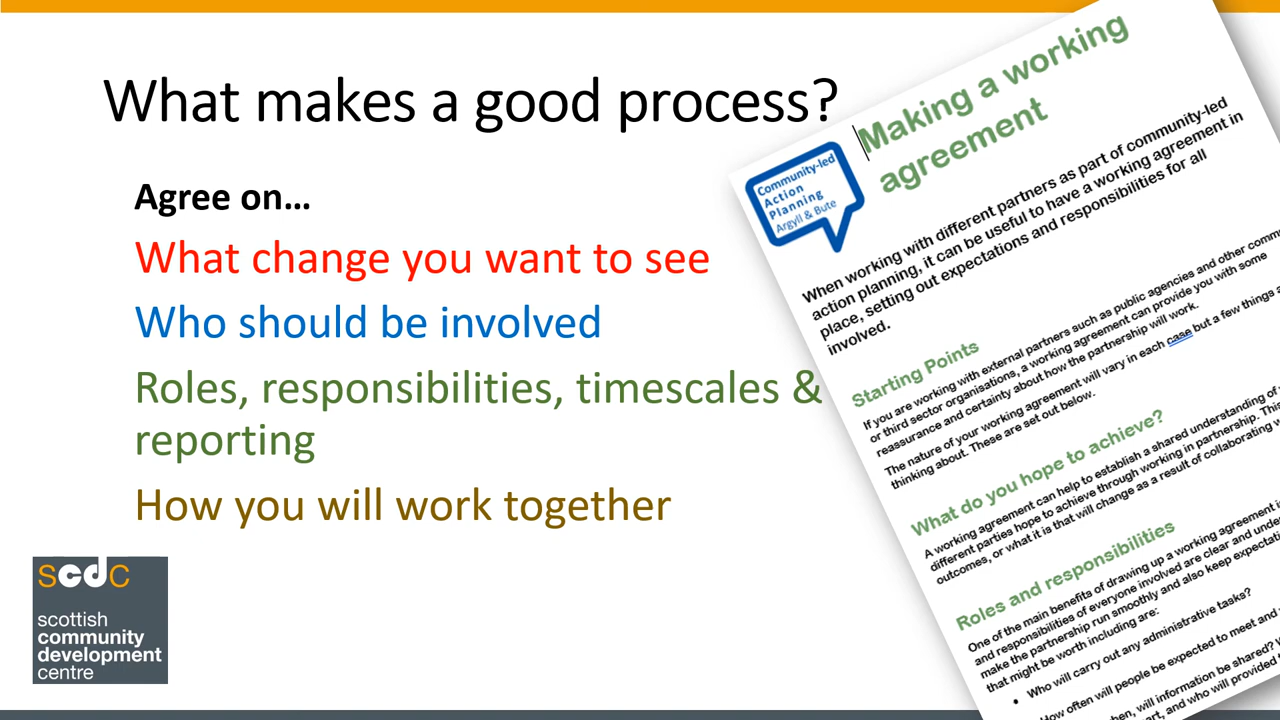 What makes a good process?
Agree on...
What change you want to see
Who should be involved
Roles, responsibilities, timescales &
reporting
How you will work together
scdc
scottish
community
development
centre
Community-led
Action
Planning
Argyll & Bute
Making a working
agreement
When working with different partners as part of community-led
action planning, it can be useful to have a working agreement in
place, setting out expectations and responsibilities for all
involved.
Starting Points
If you are working with external partners such as public agencies and other
or third sector organisations, a working agreement can provide you with some
reassurance and certainty about how the partnership will work.
The nature of your working agreement will vary in each case but a few things
thinking about. These are set out below.
What do you hope to achieve?
A working agreement can help to establish a shared understanding of
different parties hope to achieve through working in partnership.
outcomes, or what it is that will change as a result of collaborating
Roles and responsibilities
One of the main benefits of drawing up a working agreement
and responsibilities of everyone involved are clear and
make the partnership run smoothly and also keep
that might be worth including are:
• Who will carry out any administrative tasks?
How often will people be expected to meet and
will information be shared?
and who will provided